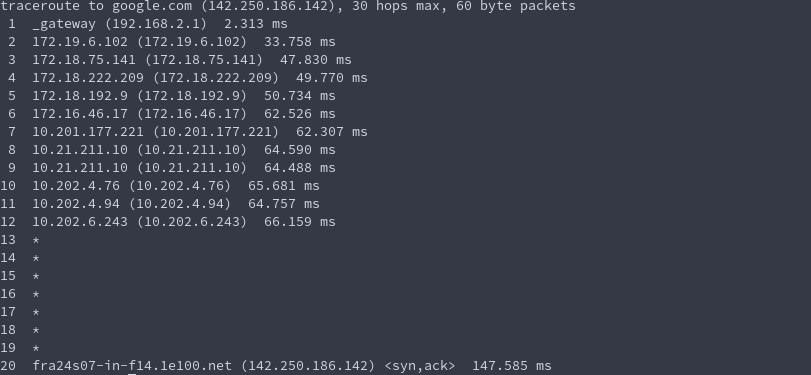 traceroute to google.com (142.250.186.142), 30 hops max, 60 byte packets
1 _gateway (192.168.2.1) 2.313 ms
2 172.19.6.102 (172.19.6.102) 33.758 ms
3 172.18.75.141 (172.18.75.141) 47.830 ms
4 172.18.222.209 (172.18.222.209) 49.770 ms
5 172.18.192.9 (172.18.192.9) 50.734 ms
6 172.16.46.17 (172.16.46.17) 62.526 ms
7 10.201.177.221 (10.201.177.221) 62.307 ms
8 10.21.211.10 (10.21.211.10) 64.590 ms
9 10.21.211.10 (10.21.211.10) 64.488 ms
10 10.202.4.76 (10.202.4.76) 65.681 ms
11 10.202.4.94 (10.202.4.94) 64.757 ms
12 10.202.6.243 (10.202.6.243) 66.159 ms
13 *
14 *
15 *
16 *
17 *
18 *
19 *
20 fra24s07-in-f14.1e100.net (142.250.186.142) <syn,ack> 147.585 ms